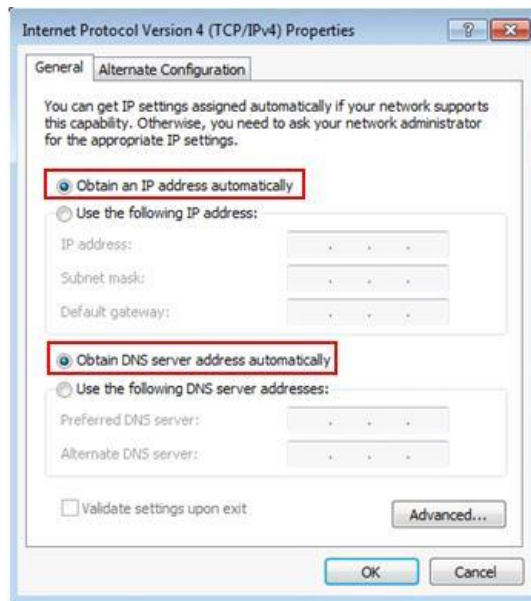 Internet Protocol Version 4 (TCP/IPv4) Properties
General
Alternate Configuration
You can get IP settings assigned automatically if your network supports
this capability. Otherwise, you need to ask your network administrator
for the appropriate IP settings.
Obtain an IP address automatically
Use the following IP address:
IP address:
Subnet mask:
Default gateway:
Obtain DNS server address automatically
Use the following DNS server addresses:
Preferred DNS server:
Alternate DNS server:
Validate settings upon exit
Advanced...
OK
Cancel